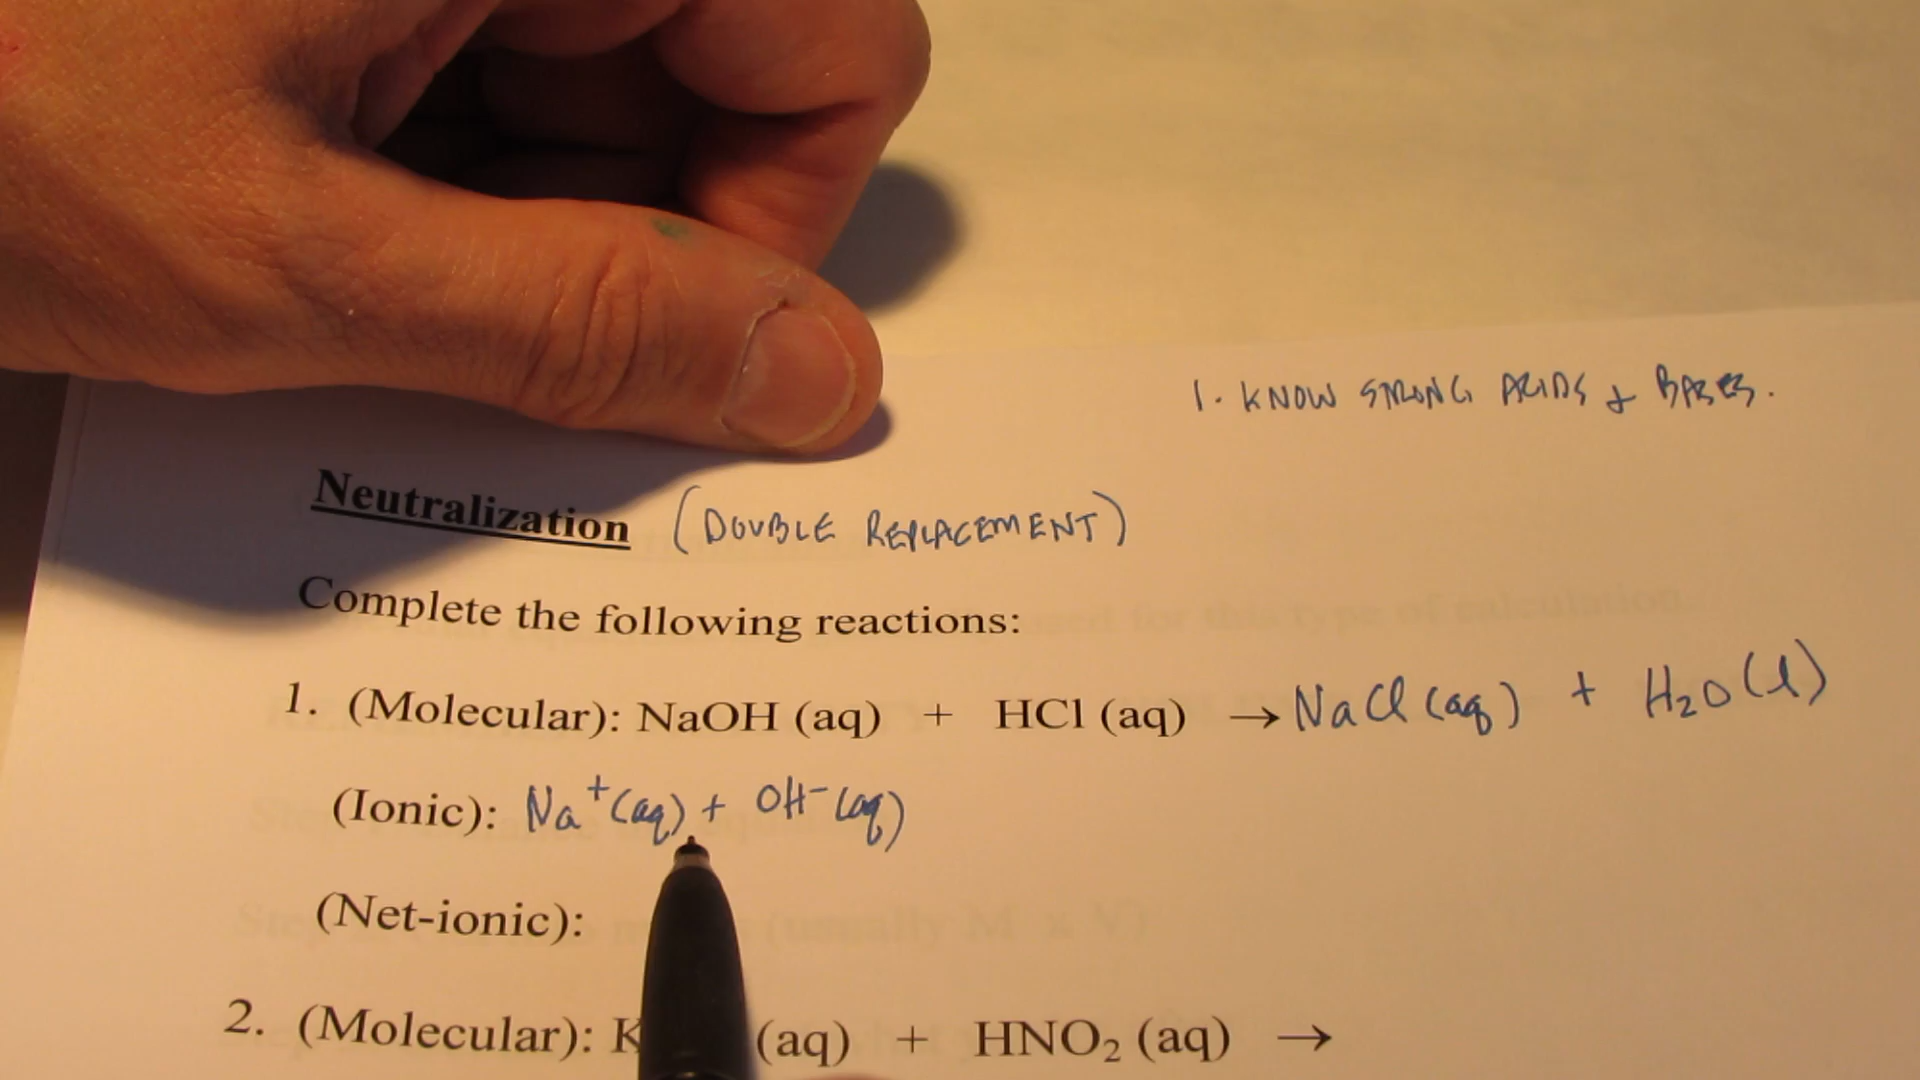 1. KNOW STRONG ACIDS + BASES.
Neutralization (DOUBLE REPLACEMENT)
Complete the following reactions:
1. (Molecular): NaOH (aq) + HCl (aq) → NaCl (aq) + H₂O (l)
(Ionic): Na⁺ (aq) + OH⁻ (aq)
(Net-ionic):
2. (Molecular): K (aq) + HNO₂ (aq) →